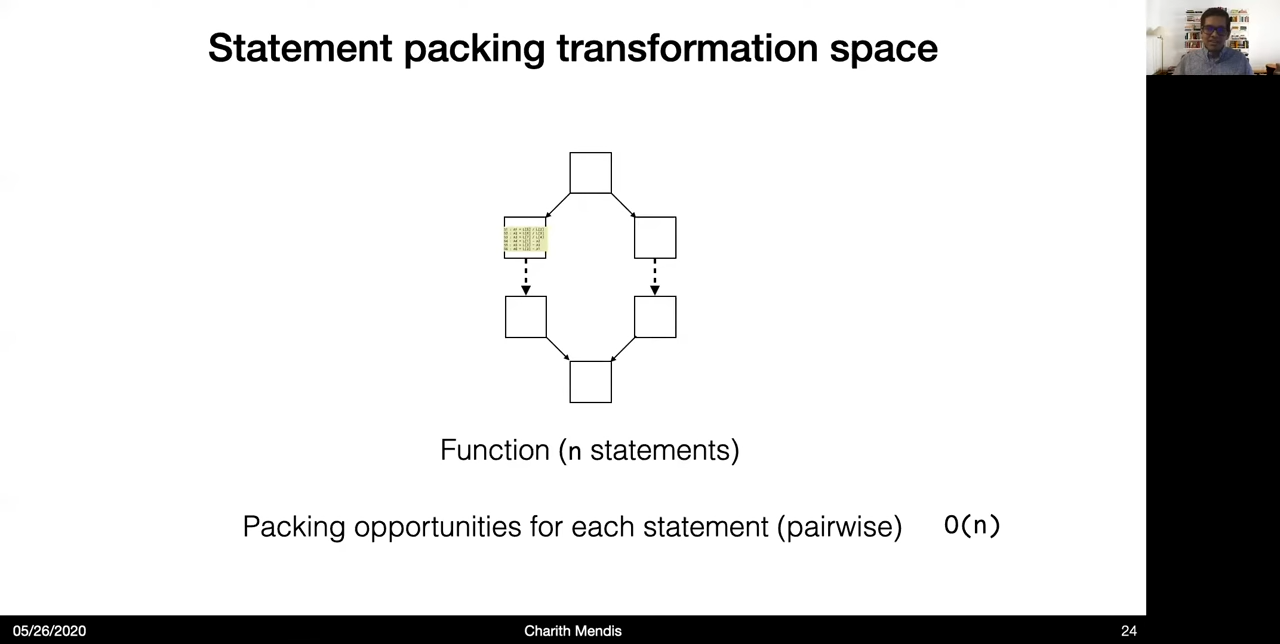 Statement packing transformation space
Function (n statements)
Packing opportunities for each statement (pairwise) O(n)
05/26/2020 Charith Mendis 24